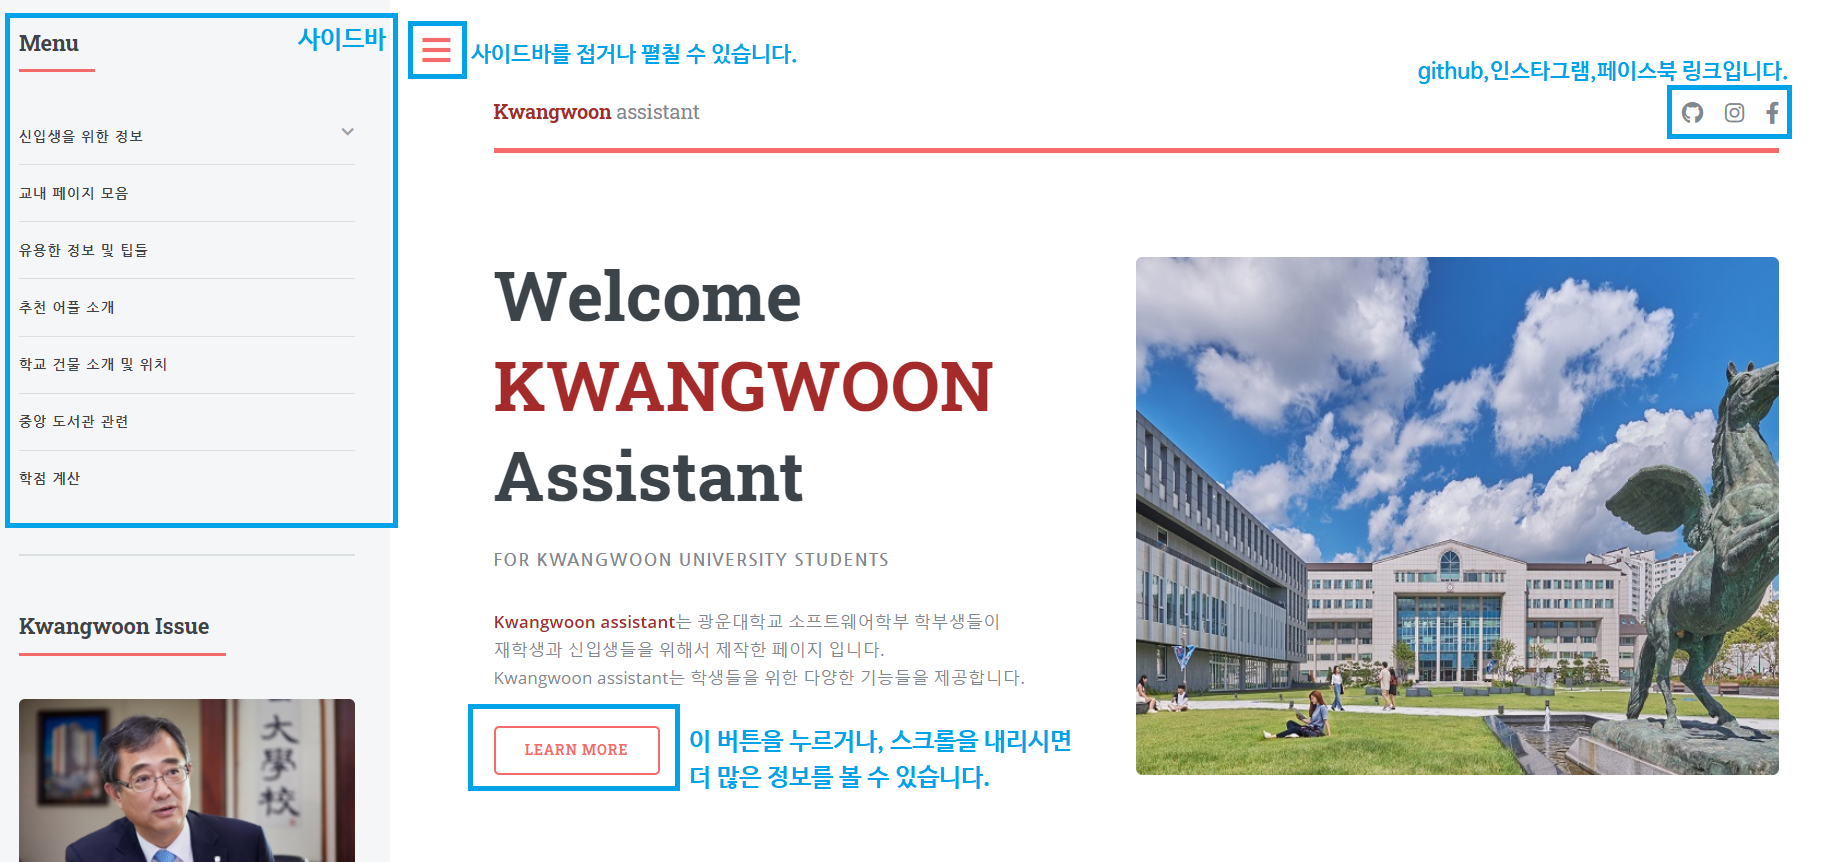 Menu
사이드바
신입생을 위한 정보
교내 페이지 모음
유용한 정보 및 팁들
추천 어플 소개
학교 건물 소개 및 위치
중앙 도서관 관련
학점 계산
Kwangwoon Issue
大學校
사이드바를 접거나 펼칠 수 있습니다.
github,인스타그램,페이스북 링크입니다.
Kwangwoon assistant
Welcome
KWANGWOON
Assistant
FOR KWANGWOON UNIVERSITY STUDENTS
Kwangwoon assistant는 광운대학교 소프트웨어학부 학부생들이
재학생과 신입생들을 위해서 제작한 페이지 입니다.
Kwangwoon assistant는 학생들을 위한 다양한 기능들을 제공합니다.
LEARN MORE
이 버튼을 누르거나, 스크롤을 내리시면
더 많은 정보를 볼 수 있습니다.